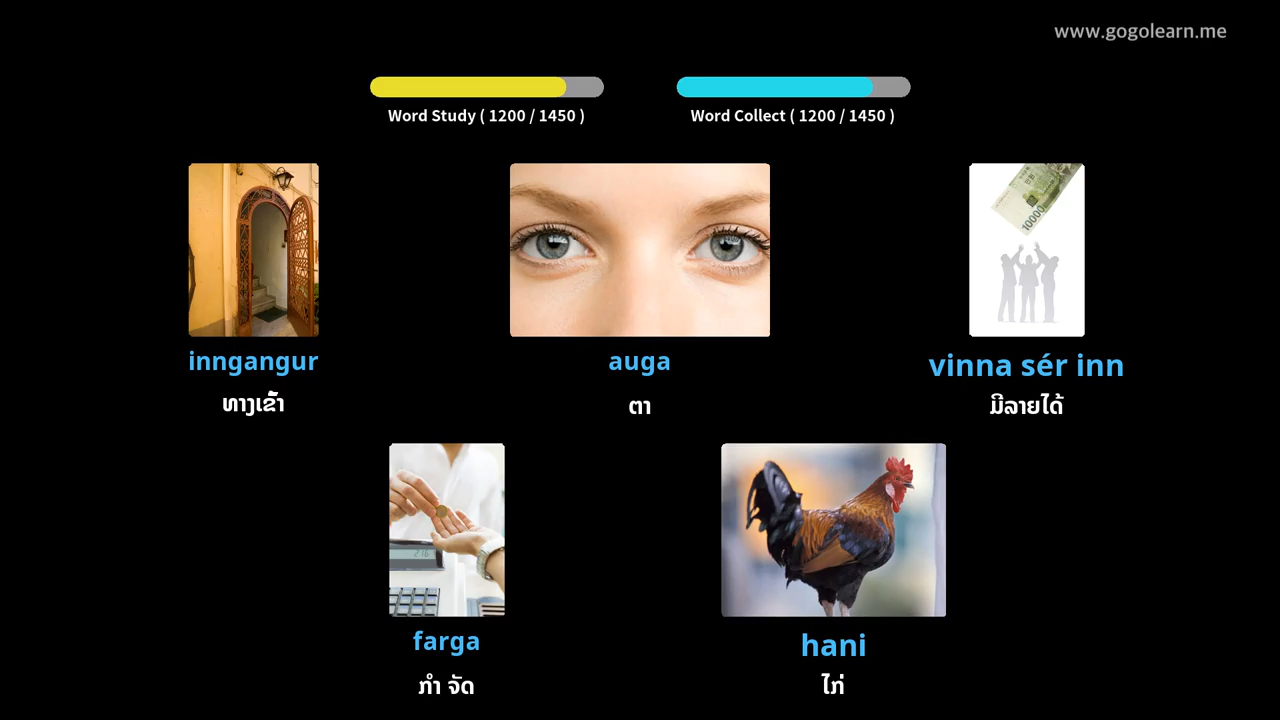 www.gogolearn.me
Word Study ( 1200 / 1450 )
Word Collect ( 1200 / 1450 )
inngangur
ທາງເຂົ້າ
auga
ຕາ
10000
vinna sér inn
ມີລາຍໄດ້
farga
ກຳ ຈັດ
hani
ໄກ່